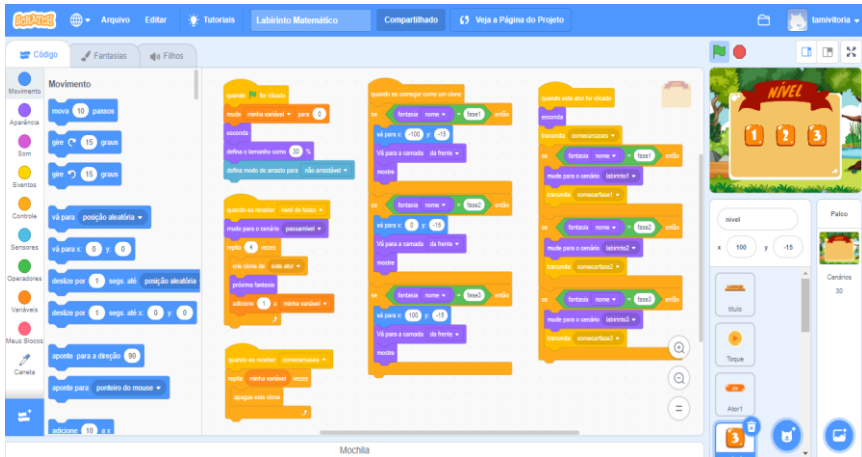 SCRATCH Arquivo Editar Tutoriais Labirinto Matemático Compartilhado Veja a Página do Projeto tamivitoria
Código Fantasias Filhos
Movimento
Aparência
Som
Eventos
Controle
Sensores
Operadores
Variáveis
Meus Blocos
Caneta
Movimento
mova 10 passos
gire 15 graus
gire 15 graus
vá para posição aleatória
vá para x: 0 y: 0
deslize por 1 segs. até posição aleatória
deslize por 1 segs. até x: 0 y: 0
aponte para a direção 90
aponte para ponteiro do mouse
adicione 10 a x
quando for clicado
mude minha variável para 0
esconda
defina o tamanho como 30 %
defina modo de arrasto para não arrastável
quando eu receber nivel de fases
mude para o cenário passanivel
repita 4 vezes
crie clone de este ator
próxima fantasia
adicione 1 a minha variável
quando eu receber comecarsases
repita minha variável vezes
apague este clone
quando eu começar como um clone
se fantasia nome = fase1 então
vá para x: -100 y: -15
Vá para a camada da frente
mostre
se fantasia nome = fase2 então
vá para x: 0 y: -15
Vá para a camada da frente
mostre
se fantasia nome = fase3 então
vá para x: 100 y: -15
Vá para a camada da frente
mostre
quando este ator for clicado
esconda
transmita comecarsases
se fantasia nome = fase1 então
mude para o cenário labirinto1
transmita comecarfase1
se fantasia nome = fase2 então
mude para o cenário labirinto2
transmita comecarfase2
se fantasia nome = fase3 então
mude para o cenário labirinto3
transmita comecarfase3
NÍVEL
1 2 3
nivel
x 100 y -15
titulo
Toque
Ator1
3
Palco
Cenários
30
Mochila